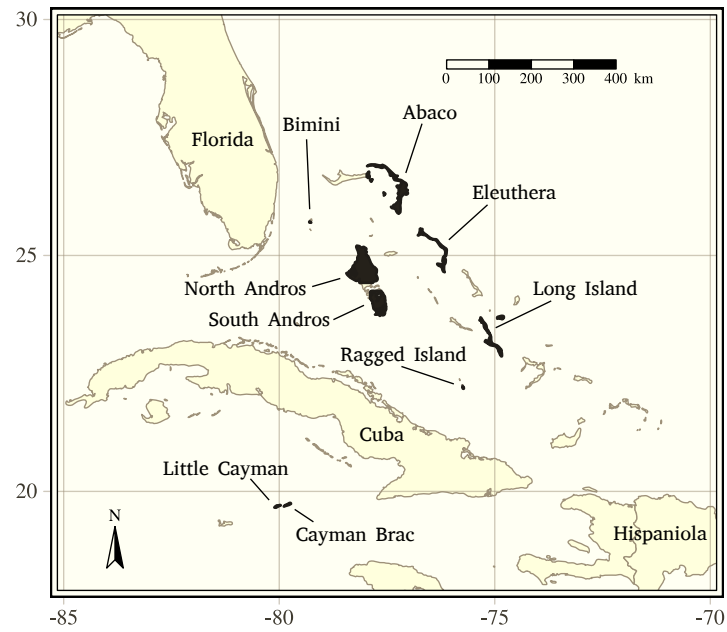 30
0 100 200 300 400 km
Bimini
Abaco
Florida
Eleuthera
25
North Andros
Long Island
South Andros
Ragged Island
Cuba
Little Cayman
20
N
Cayman Brac
Hispaniola
-85 -80 -75 -70